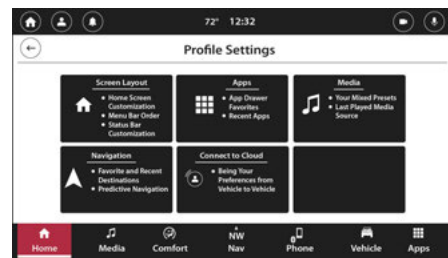 72° 12:32
Profile Settings
Screen Layout
• Home Screen
Customization
• Menu Bar Order
• Status Bar
Customization
Apps
• App Drawer
Favorites
• Recent Apps
Media
• Your Mixed Presets
• Last Played Media
Source
Navigation
• Favorite and Recent
Destinations
• Predictive Navigation
Connect to Cloud
• Being Your
Preferences from
Vehicle to Vehicle
Home Media Comfort NW Nav Phone Vehicle Apps